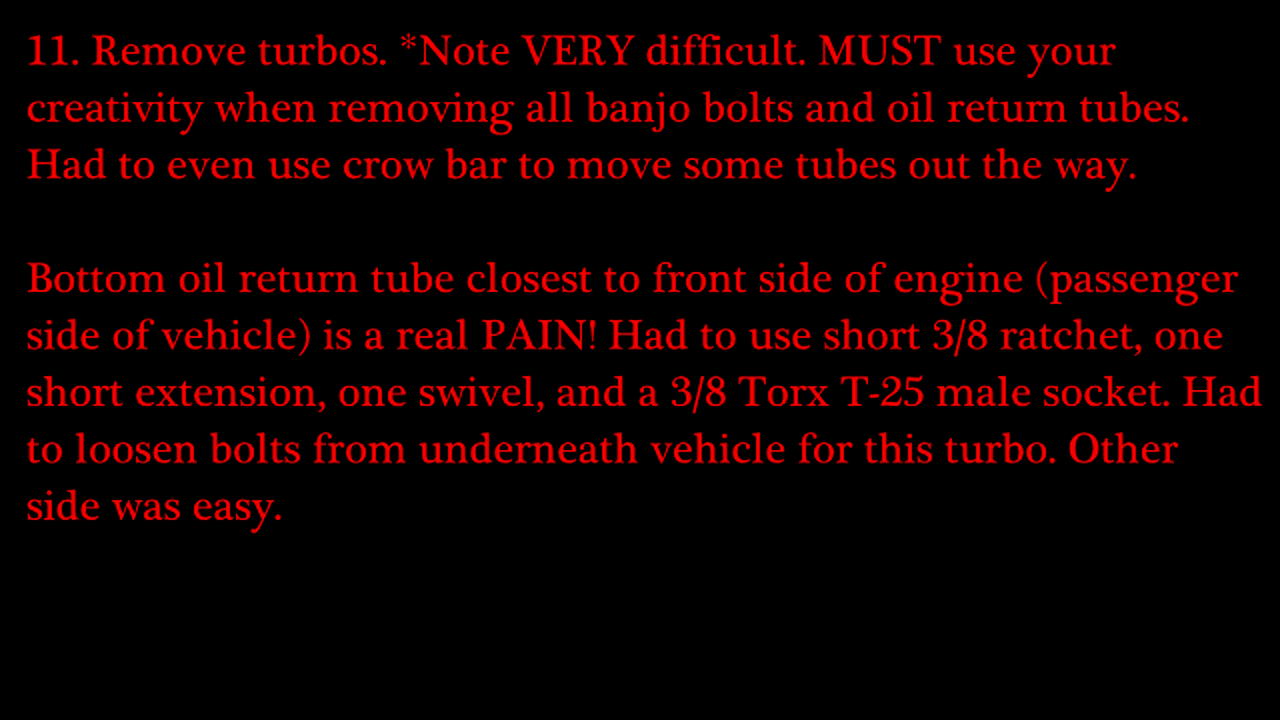 11. Remove turbos. *Note VERY difficult. MUST use your
creativity when removing all banjo bolts and oil return tubes.
Had to even use crow bar to move some tubes out the way.
Bottom oil return tube closest to front side of engine (passenger
side of vehicle) is a real PAIN! Had to use short 3/8 ratchet, one
short extension, one swivel, and a 3/8 Torx T-25 male socket. Had
to loosen bolts from underneath vehicle for this turbo. Other
side was easy.